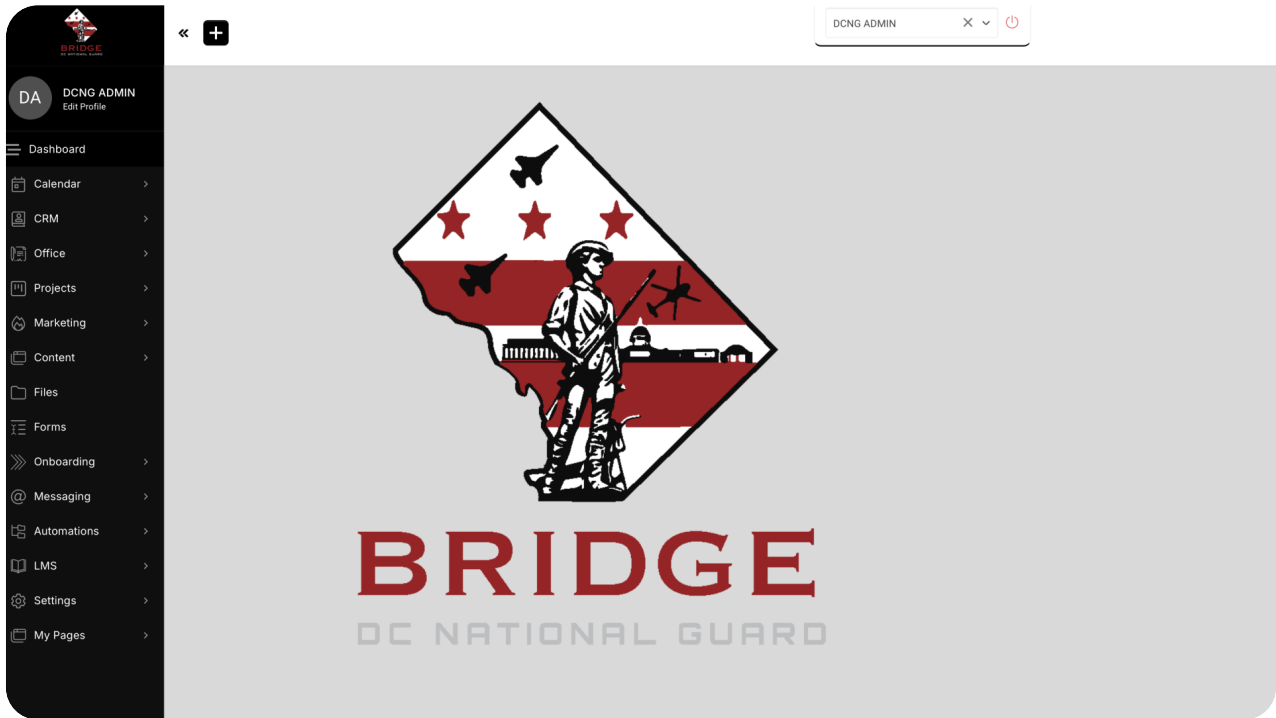 BRIDGE
DC NATIONAL GUARD
DA
DCNG ADMIN
Edit Profile
Dashboard
Calendar
CRM
Office
Projects
Marketing
Content
Files
Forms
Onboarding
Messaging
Automations
LMS
Settings
My Pages
DCNG ADMIN
BRIDGE
DC NATIONAL GUARD